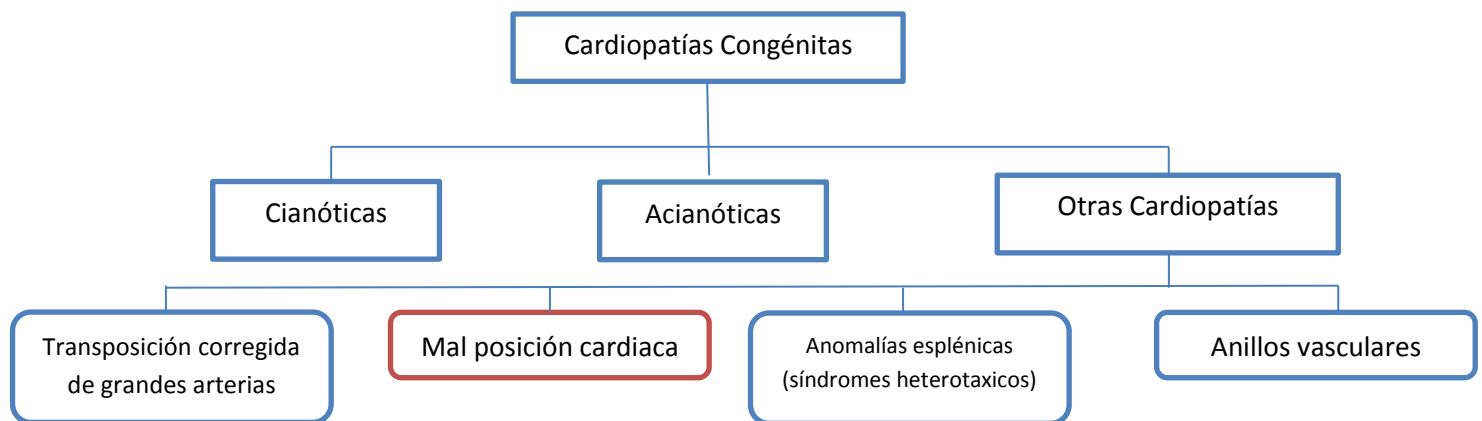 Cardiopatías Congénitas
Cianóticas
Acianóticas
Otras Cardiopatías
Transposición corregida
de grandes arterias
Mal posición cardiaca
Anomalías esplénicas
(síndromes heterotaxicos)
Anillos vasculares